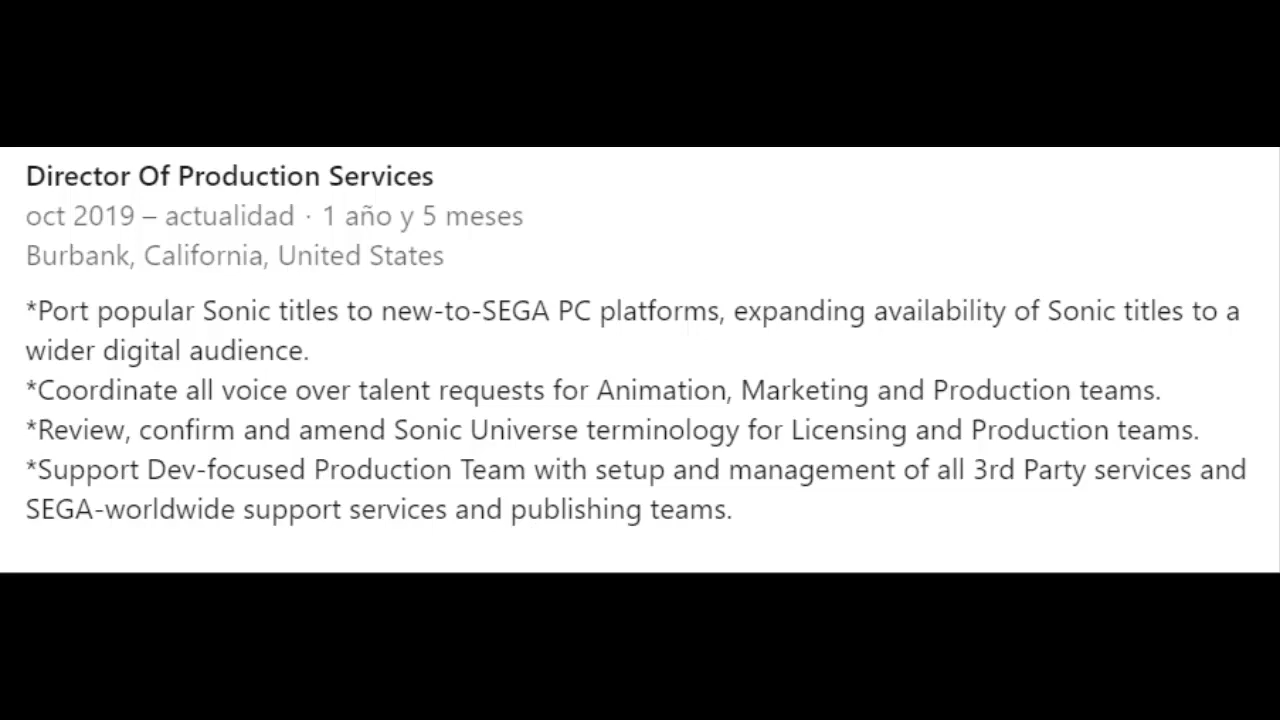 Director Of Production Services
oct 2019 – actualidad · 1 año y 5 meses
Burbank, California, United States
*Port popular Sonic titles to new-to-SEGA PC platforms, expanding availability of Sonic titles to a
wider digital audience.
*Coordinate all voice over talent requests for Animation, Marketing and Production teams.
*Review, confirm and amend Sonic Universe terminology for Licensing and Production teams.
*Support Dev-focused Production Team with setup and management of all 3rd Party services and
SEGA-worldwide support services and publishing teams.